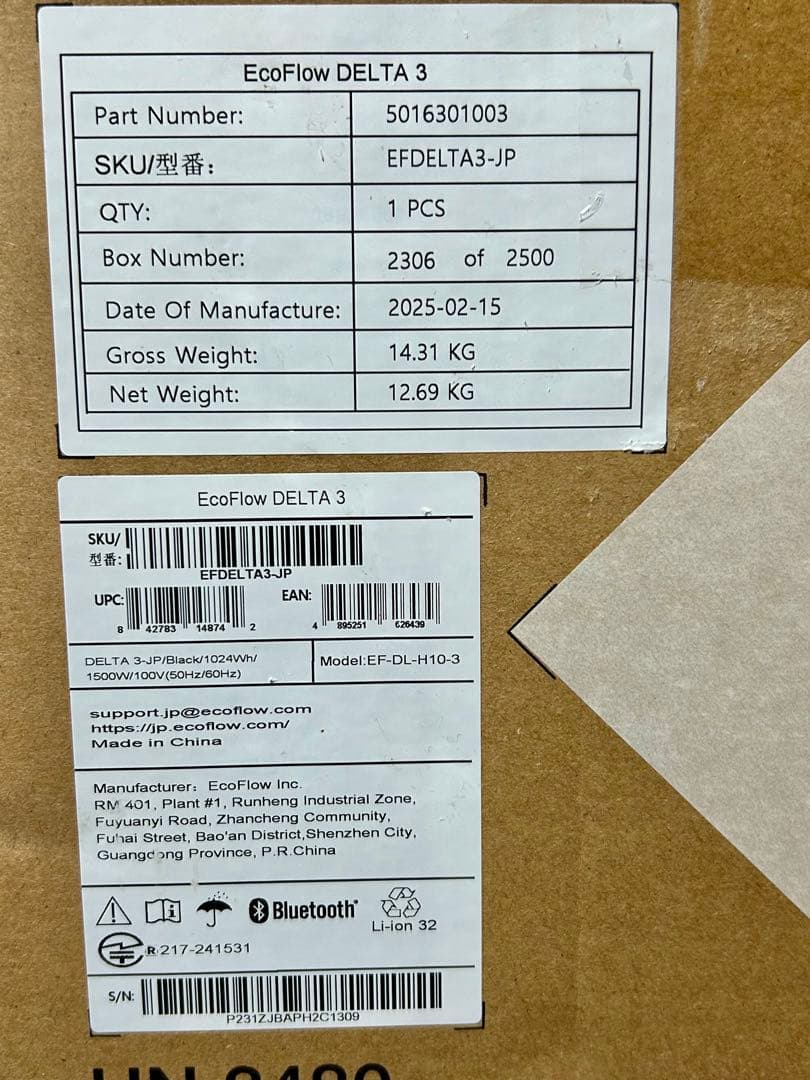 EcoFlow DELTA 3
Part Number: 5016301003
SKU/型番: EFDELTA3-JP
QTY: 1 PCS
Box Number: 2306 of 2500
Date Of Manufacture: 2025-02-15
Gross Weight: 14.31 KG
Net Weight: 12.69 KG
EcoFlow DELTA 3
SKU/
型番:
EFDELTA3-JP
UPC: EAN:
8 42783 14874 2 4 895251 626439
DELTA 3-JP/Black/1024Wh/
1500W/100V(50Hz/60Hz)
Model:EF-DL-H10-3
support.jp@ecoflow.com
https://jp.ecoflow.com/
Made in China
Manufacturer: EcoFlow Inc.
RM 401, Plant #1, Runheng Industrial Zone,
Fuyuanyi Road, Zhancheng Community,
Fuhai Street, Bao'an District,Shenzhen City,
Guangdong Province, P.R.China
Bluetooth
Li-ion 32
R 217-241531
S/N:
P231ZJBAPH2C1309